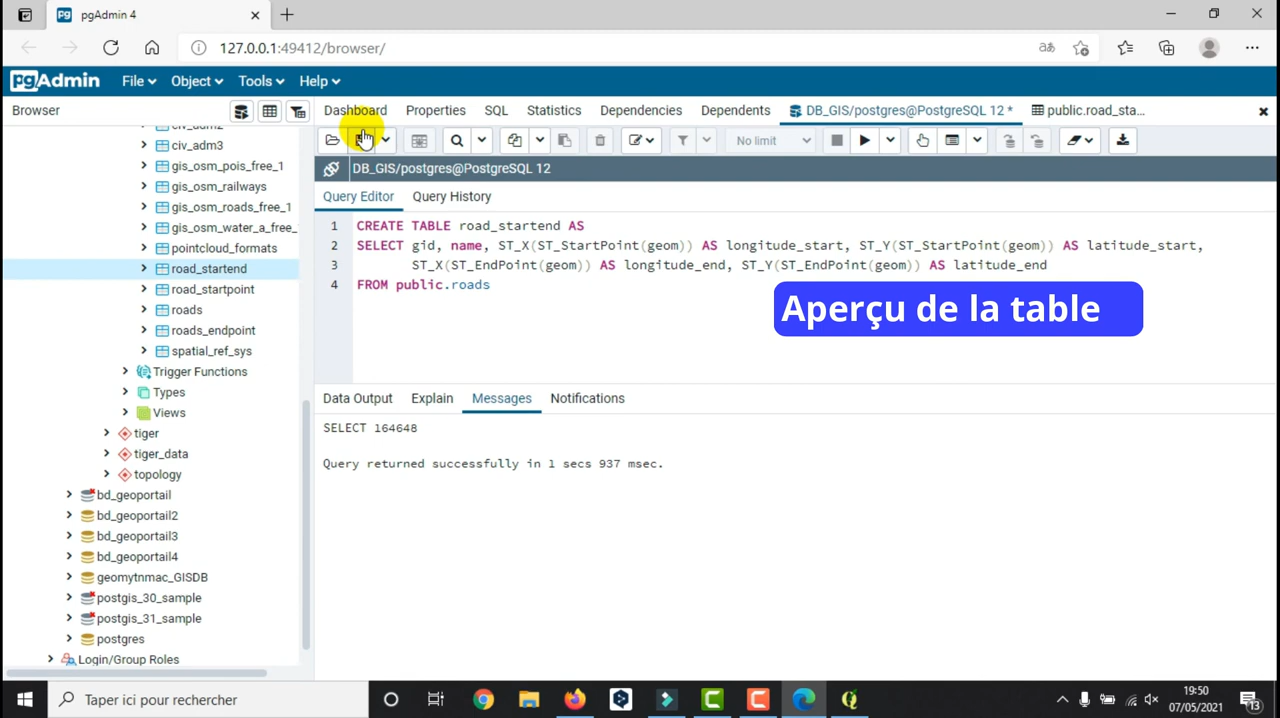 pgAdmin 4
127.0.0.1:49412/browser/
pgAdmin File Object Tools Help
Browser
Dashboard Properties SQL Statistics Dependencies Dependents DB_GIS/postgres@PostgreSQL 12 * public.road_sta...
No limit
DB_GIS/postgres@PostgreSQL 12
Query Editor Query History
civ_adm2
civ_adm3
gis_osm_pois_free_1
gis_osm_railways
gis_osm_roads_free_1
gis_osm_water_a_free_
pointcloud_formats
road_startend
road_startpoint
roads
roads_endpoint
spatial_ref_sys
Trigger Functions
Types
Views
tiger
tiger_data
topology
bd_geoportail
bd_geoportail2
bd_geoportail3
bd_geoportail4
geomytnmac_GISDB
postgis_30_sample
postgis_31_sample
postgres
Login/Group Roles
1 CREATE TABLE road_startend AS
2 SELECT gid, name, ST_X(ST_StartPoint(geom)) AS longitude_start, ST_Y(ST_StartPoint(geom)) AS latitude_start,
3 ST_X(ST_EndPoint(geom)) AS longitude_end, ST_Y(ST_EndPoint(geom)) AS latitude_end
4 FROM public.roads
Aperçu de la table
Data Output Explain Messages Notifications
SELECT 164648
Query returned successfully in 1 secs 937 msec.
Taper ici pour rechercher
19:50
07/05/2021
13